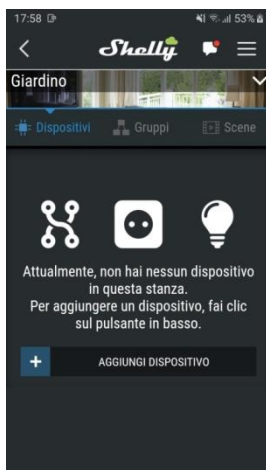 17:58 53%
Shelly
Giardino
Dispositivi Gruppi Scene
Attualmente, non hai nessun dispositivo
in questa stanza.
Per aggiungere un dispositivo, fai clic
sul pulsante in basso.
+ AGGIUNGI DISPOSITIVO